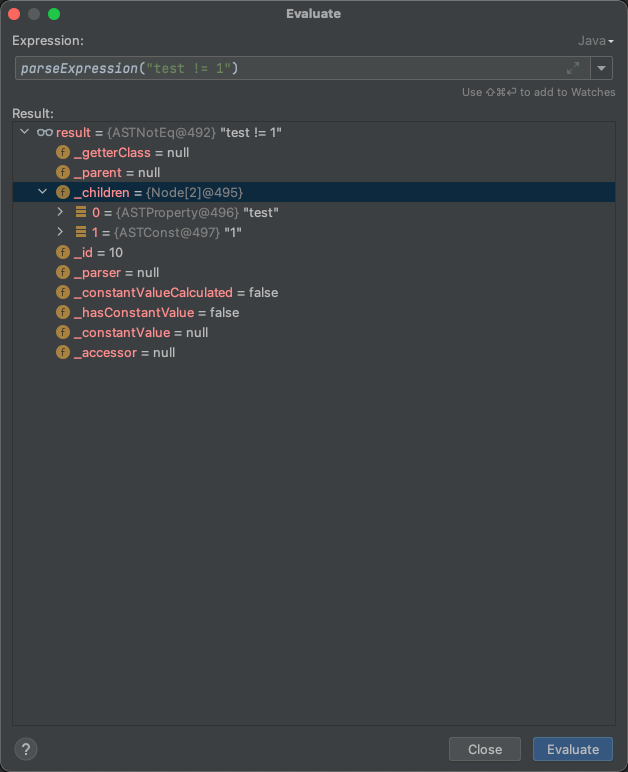 Evaluate
Expression:
Java
parseExpression("test != 1")
Use ⇧⌘⏎ to add to Watches
Result:
result = {ASTNotEq@492} "test != 1"
f _getterClass = null
f _parent = null
f _children = {Node[2]@495}
0 = {ASTProperty@496} "test"
1 = {ASTConst@497} "1"
f _id = 10
f _parser = null
f _constantValueCalculated = false
f _hasConstantValue = false
f _constantValue = null
f _accessor = null
?
Close
Evaluate